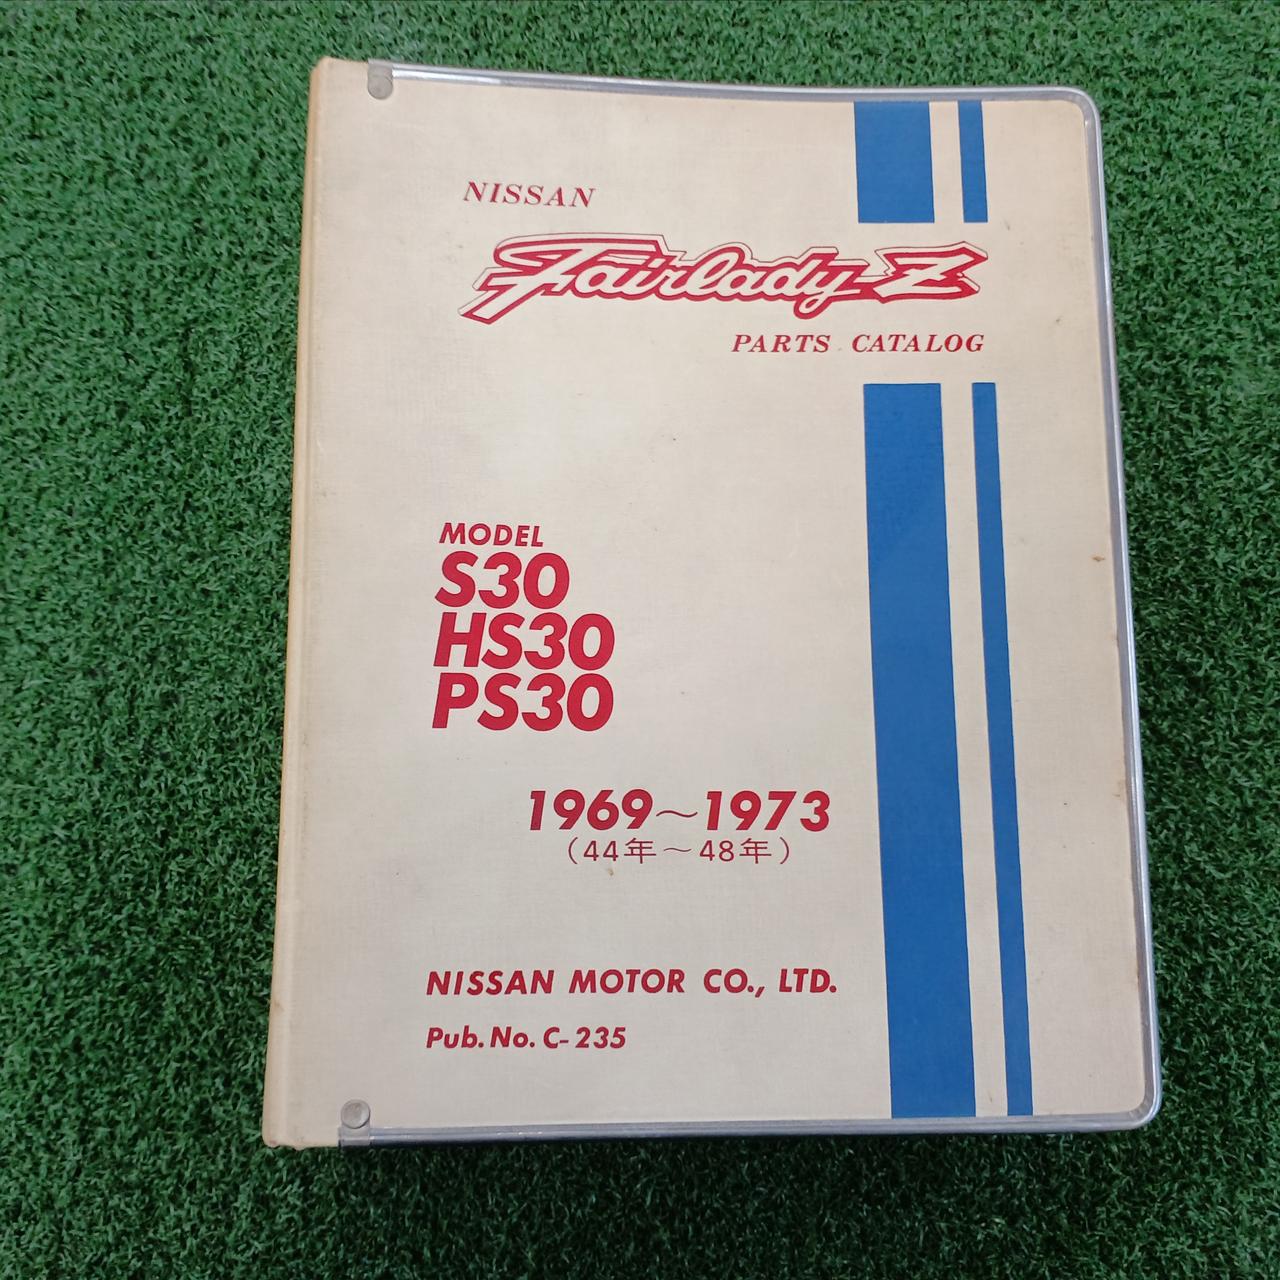 NISSAN
Fairlady Z
PARTS CATALOG
MODEL
S30
HS30
PS30
1969～1973
（44年～48年）
NISSAN MOTOR CO., LTD.
Pub. No. C-235